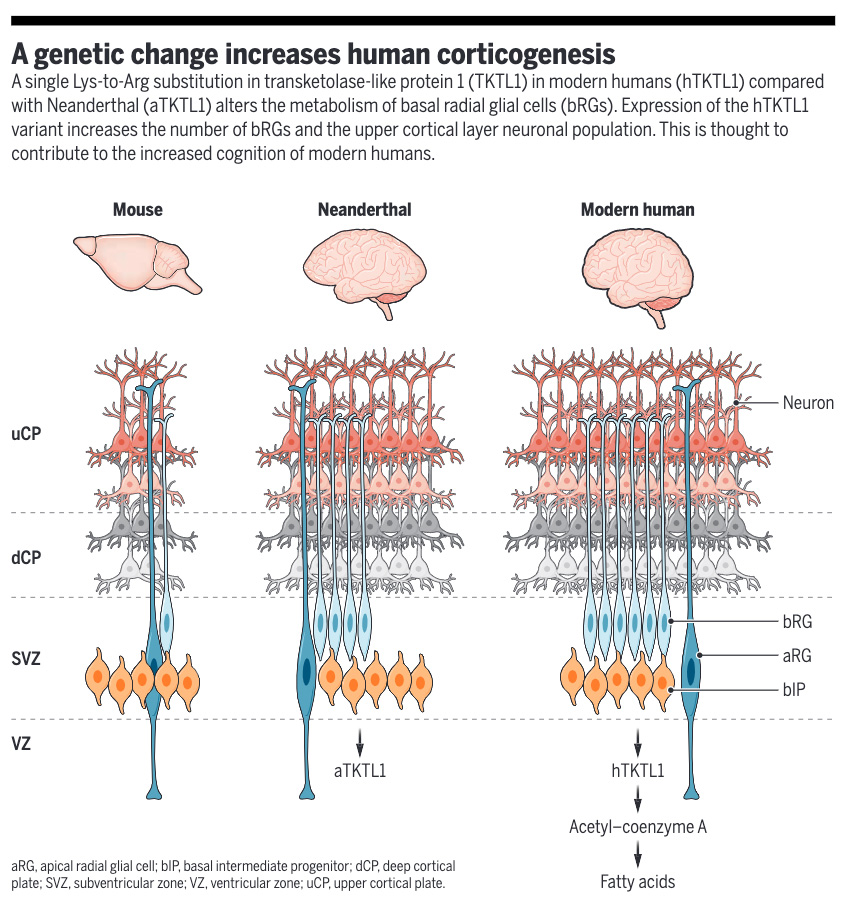 A genetic change increases human corticogenesis
A single Lys-to-Arg substitution in transketolase-like protein 1 (TKTL1) in modern humans (hTKTL1) compared
with Neanderthal (aTKTL1) alters the metabolism of basal radial glial cells (bRGs). Expression of the hTKTL1
variant increases the number of bRGs and the upper cortical layer neuronal population. This is thought to
contribute to the increased cognition of modern humans.
Mouse
Neanderthal
Modern human
Neuron
uCP
dCP
bRG
SVZ
aRG
bIP
VZ
aTKTL1
hTKTL1
Acetyl–coenzyme A
Fatty acids
aRG, apical radial glial cell; bIP, basal intermediate progenitor; dCP, deep cortical
plate; SVZ, subventricular zone; VZ, ventricular zone; uCP, upper cortical plate.